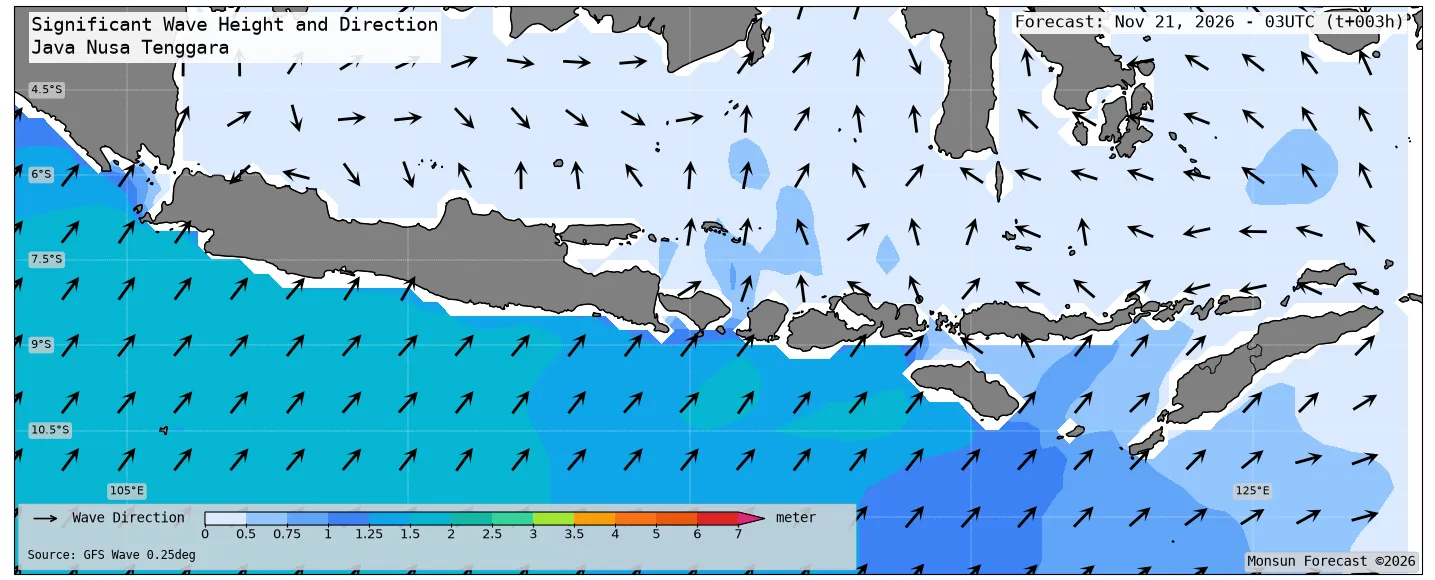 Significant Wave Height and Direction
Java Nusa Tenggara
Forecast: Nov 21, 2026 - 03UTC (t+003h)
4.5°S
6°S
7.5°S
9°S
10.5°S
105°E
125°E
Wave Direction
0 0.5 0.75 1 1.25 1.5 2 2.5 3 3.5 4 5 6 7
meter
Source: GFS Wave 0.25deg
Monsun Forecast ©2026